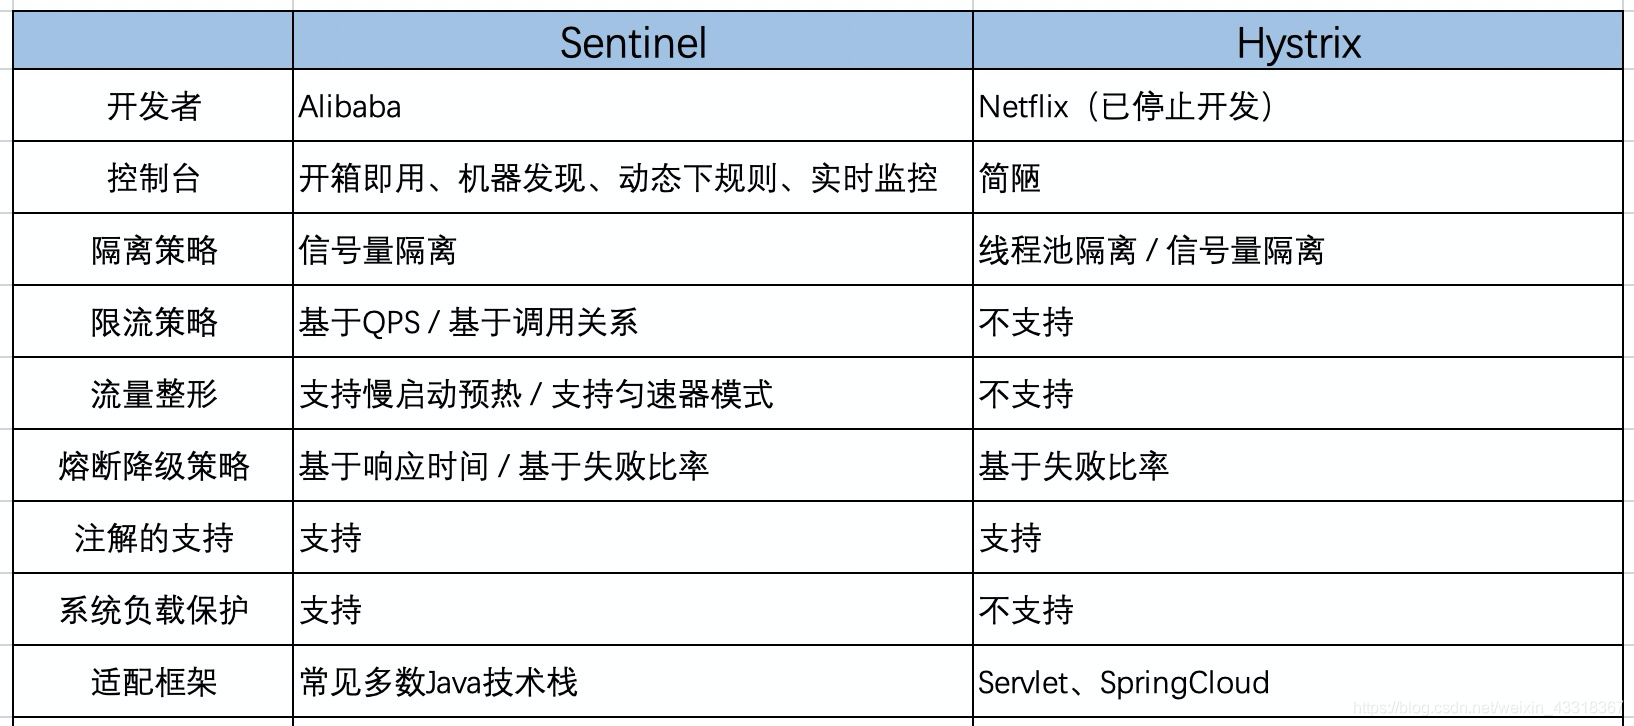 Sentinel Hystrix
开发者 Alibaba Netflix（已停止开发）
控制台 开箱即用、机器发现、动态下规则、实时监控 简陋
隔离策略 信号量隔离 线程池隔离 / 信号量隔离
限流策略 基于QPS / 基于调用关系 不支持
流量整形 支持慢启动预热 / 支持匀速器模式 不支持
熔断降级策略 基于响应时间 / 基于失败比率 基于失败比率
注解的支持 支持 支持
系统负载保护 支持 不支持
适配框架 常见多数Java技术栈 Servlet、SpringCloud
https://blog.csdn.net/weixin_43318367